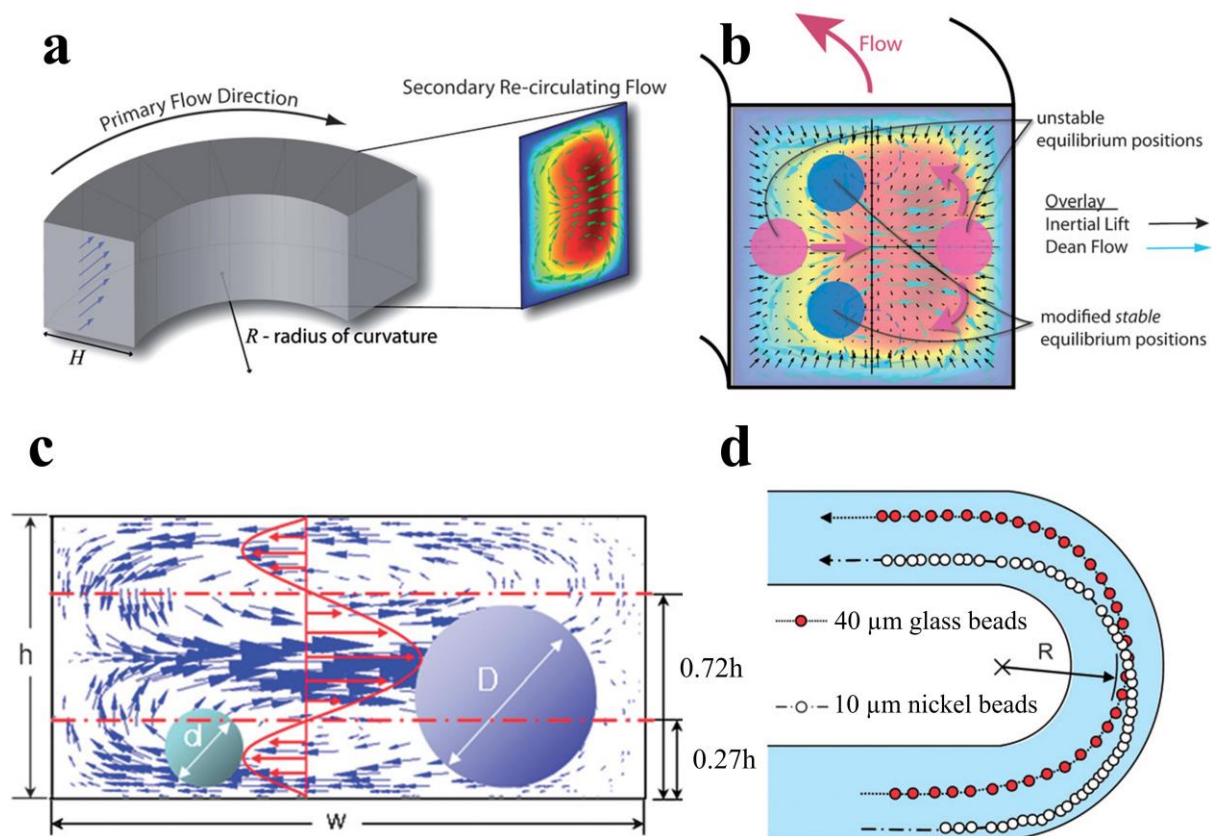 a
Primary Flow Direction
Secondary Re-circulating Flow
R - radius of curvature
H
b
Flow
unstable
equilibrium positions
Overlay
Inertial Lift
Dean Flow
modified stable
equilibrium positions
c
h
D
d
w
0.72h
0.27h
d
40 µm glass beads
R
10 µm nickel beads